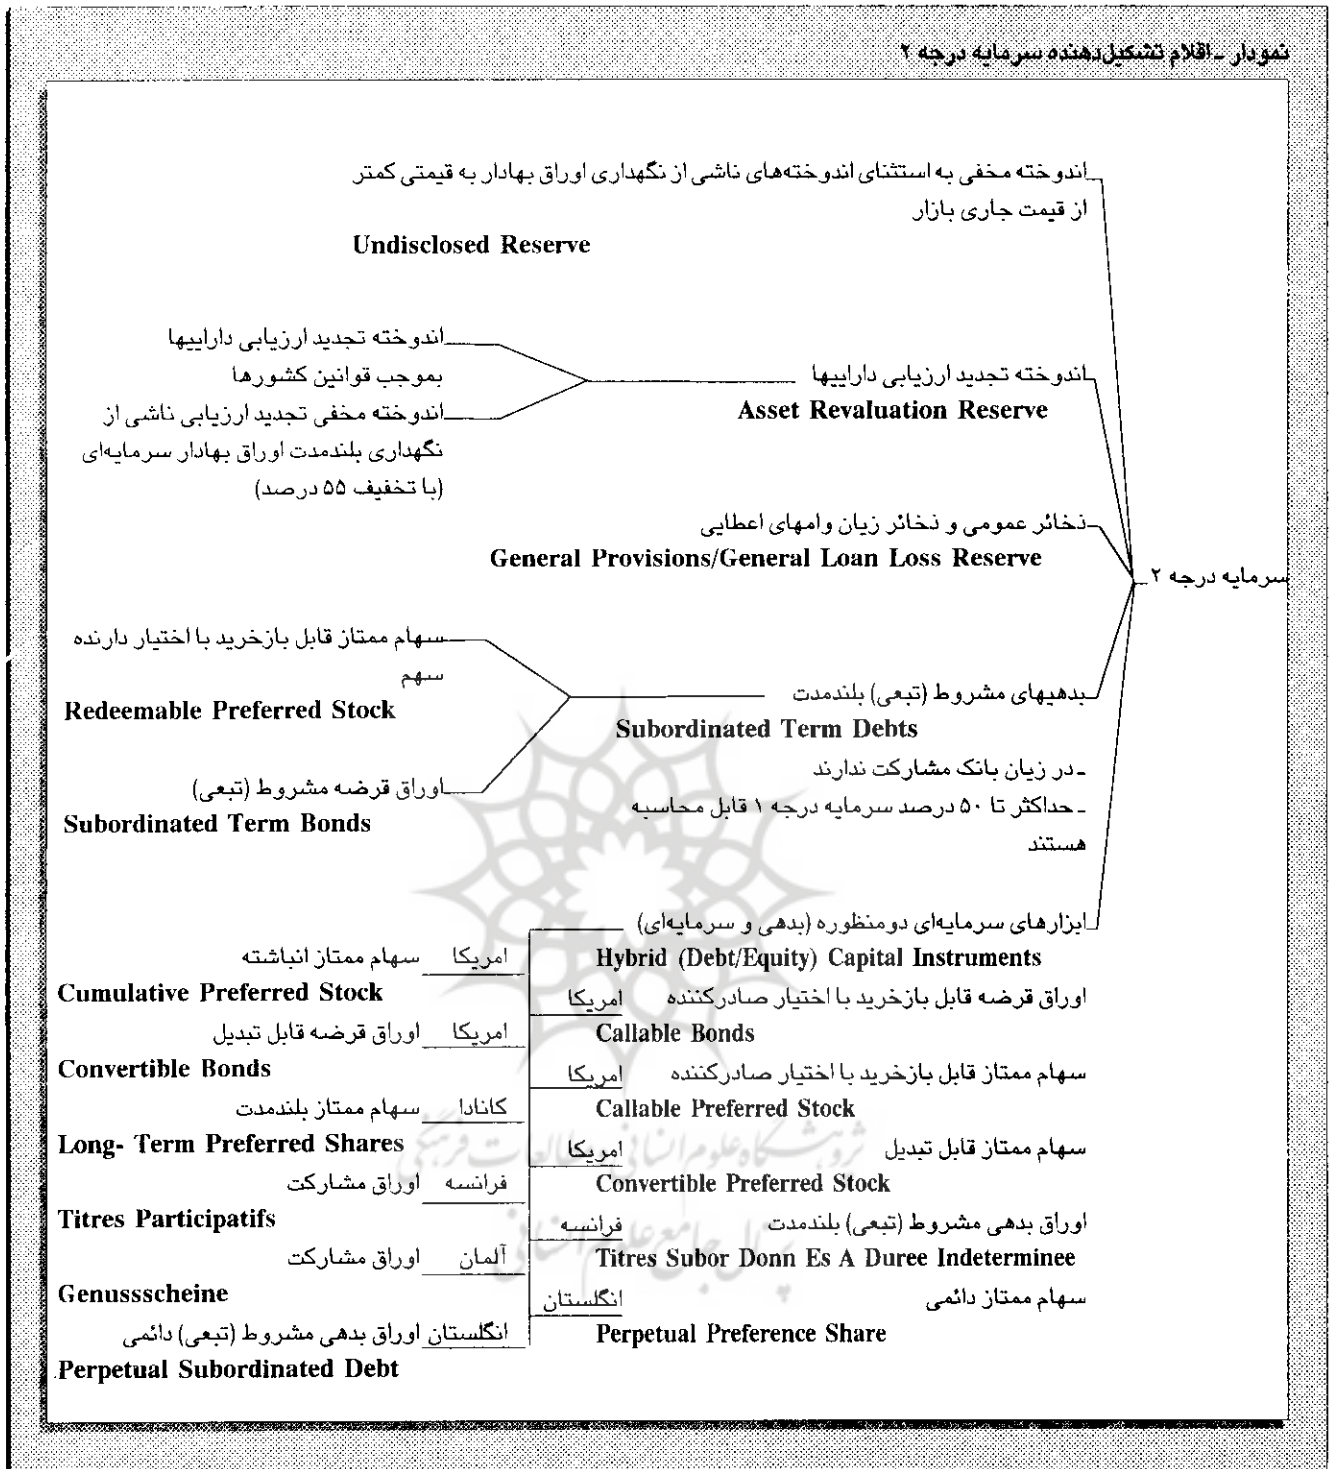 نمودار ـ اقلام تشکیل‌دهنده سرمایه درجه ۲
اندوخته مخفی به استثنای اندوخته‌های ناشی از نگهداری اوراق بهادار به قیمتی کمتر
از قیمت جاری بازار
Undisclosed Reserve
اندوخته تجدید ارزیابی داراییها
Asset Revaluation Reserve
اندوخته تجدید ارزیابی داراییها
بموجب قوانین کشورها
اندوخته مخفی تجدید ارزیابی ناشی از
نگهداری بلندمدت اوراق بهادار سرمایه‌ای
(با تخفیف ۵۵ درصد)
ذخائر عمومی و ذخائر زیان وامهای اعطایی
General Provisions/General Loan Loss Reserve
سرمایه درجه ۲
بدهیهای مشروط (تبعی) بلندمدت
Subordinated Term Debts
ـ در زیان بانک مشارکت ندارند
ـ حداکثر تا ۵۰ درصد سرمایه درجه ۱ قابل محاسبه
هستند
سهام ممتاز قابل بازخرید با اختیار دارنده
سهم
Redeemable Preferred Stock
اوراق قرضه مشروط (تبعی)
Subordinated Term Bonds
ابزارهای سرمایه‌ای دومنظوره (بدهی و سرمایه‌ای)
Hybrid (Debt/Equity) Capital Instruments
اوراق قرضه قابل بازخرید با اختیار صادرکننده امریکا
Callable Bonds
سهام ممتاز قابل بازخرید با اختیار صادرکننده امریکا
Callable Preferred Stock
سهام ممتاز قابل تبدیل امریکا
Convertible Preferred Stock
اوراق بدهی مشروط (تبعی) بلندمدت فرانسه
Titres Subor Donn Es A Duree Indeterminee
سهام ممتاز دائمی انگلستان
Perpetual Preference Share
امریکا سهام ممتاز انباشته
Cumulative Preferred Stock
امریکا اوراق قرضه قابل تبدیل
Convertible Bonds
کانادا سهام ممتاز بلندمدت
Long- Term Preferred Shares
فرانسه اوراق مشارکت
Titres Participatifs
آلمان اوراق مشارکت
Genussscheine
انگلستان اوراق بدهی مشروط (تبعی) دائمی
Perpetual Subordinated Debt
پژوهشگاه علوم انسانی و مطالعات فرهنگی
پرتال جامع علوم انسانی